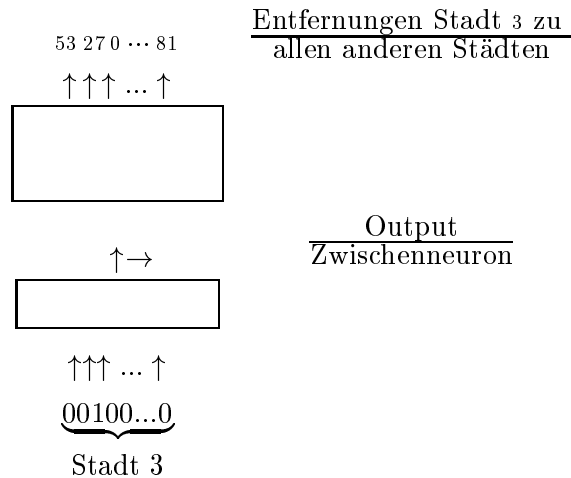 53 27 0 ... 81
Entfernungen Stadt 3 zu
allen anderen Städten
↑↑↑ ... ↑
Output
Zwischenneuron
↑→
↑↑↑ ... ↑
00100...0
Stadt 3